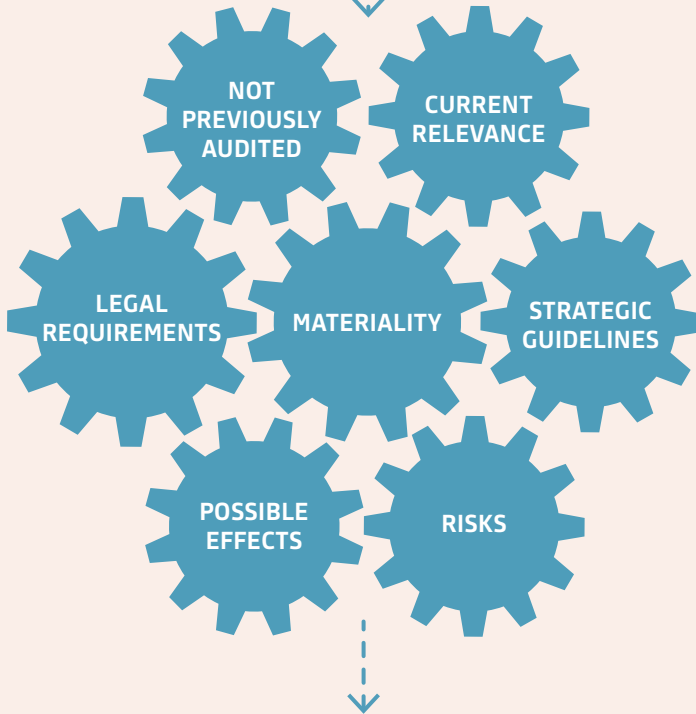 NOT
PREVIOUSLY
AUDITED
CURRENT
RELEVANCE
LEGAL
REQUIREMENTS
MATERIALITY
STRATEGIC
GUIDELINES
POSSIBLE
EFFECTS
RISKS